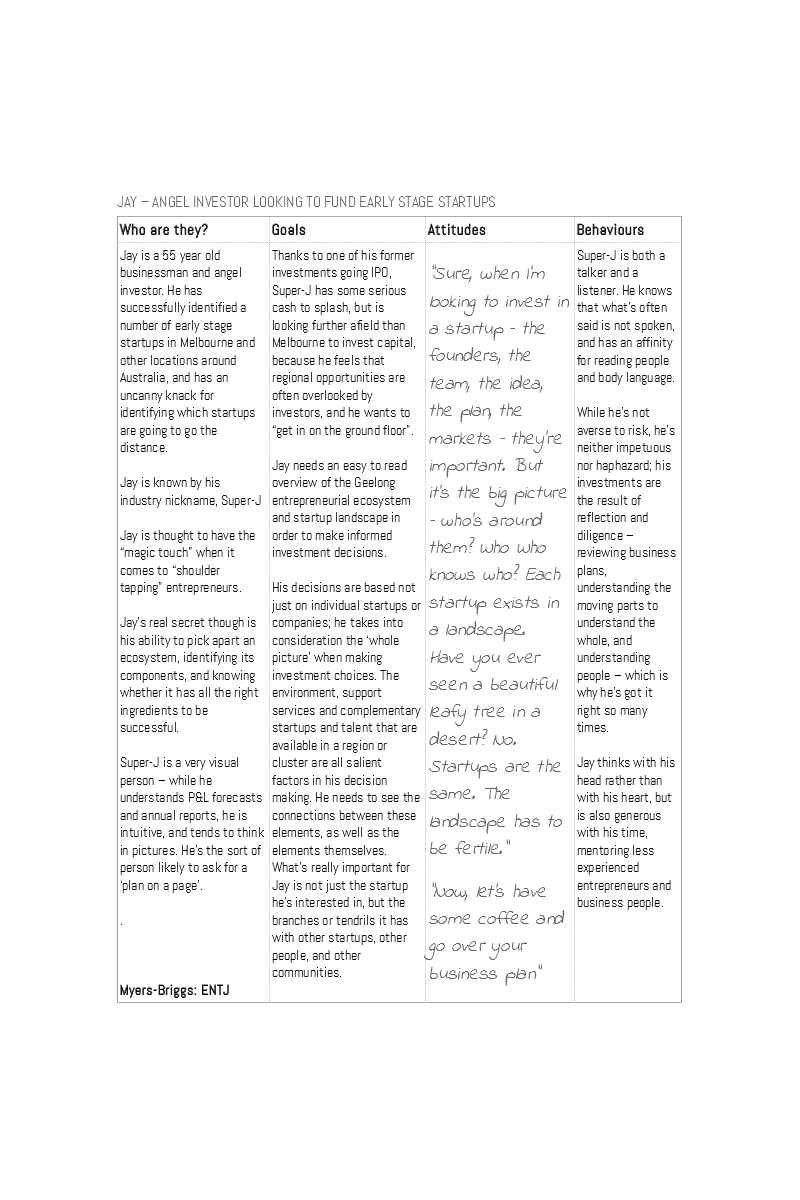 JAY – ANGEL INVESTOR LOOKING TO FUND EARLY STAGE STARTUPS
Who are they?
Jay is a 55 year old
businessman and angel
investor. He has
successfully identified a
number of early stage
startups in Melbourne and
other locations around
Australia, and has an
uncanny knack for
identifying which startups
are going to go the
distance.
Jay is known by his
industry nickname, Super-J
Jay is thought to have the
“magic touch” when it
comes to “shoulder
tapping” entrepreneurs.
Jay’s real secret though is
his ability to pick apart an
ecosystem, identifying its
components, and knowing
whether it has all the right
ingredients to be
successful.
Super-J is a very visual
person – while he
understands P&L forecasts
and annual reports, he is
intuitive, and tends to think
in pictures. He’s the sort of
person likely to ask for a
‘plan on a page’.
.
Myers-Briggs: ENTJ
Goals
Thanks to one of his former
investments going IPO,
Super-J has some serious
cash to splash, but is
looking further afield than
Melbourne to invest capital,
because he feels that
regional opportunities are
often overlooked by
investors, and he wants to
“get in on the ground floor”.
Jay needs an easy to read
overview of the Geelong
entrepreneurial ecosystem
and startup landscape in
order to make informed
investment decisions.
His decisions are based not
just on individual startups or
companies; he takes into
consideration the ‘whole
picture’ when making
investment choices. The
environment, support
services and complementary
startups and talent that are
available in a region or
cluster are all salient
factors in his decision
making. He needs to see the
connections between these
elements, as well as the
elements themselves.
What’s really important for
Jay is not just the startup
he’s interested in, but the
branches or tendrils it has
with other startups, other
people, and other
communities.
Attitudes
"Sure, when I'm
looking to invest in
a startup - the
founders, the
team, the idea,
the plan, the
markets - they're
important. But
it's the big picture
- who's around
them? Who who
knows who? Each
startup exists in
a landscape.
Have you ever
seen a beautiful
leafy tree in a
desert? No.
Startups are the
same. The
landscape has to
be fertile."
"Now, let's have
some coffee and
go over your
business plan"
Behaviours
Super-J is both a
talker and a
listener. He knows
that what’s often
said is not spoken,
and has an affinity
for reading people
and body language.
While he’s not
averse to risk, he’s
neither impetuous
nor haphazard; his
investments are
the result of
reflection and
diligence –
reviewing business
plans,
understanding the
moving parts to
understand the
whole, and
understanding
people – which is
why he’s got it
right so many
times.
Jay thinks with his
head rather than
with his heart, but
is also generous
with his time,
mentoring less
experienced
entrepreneurs and
business people.